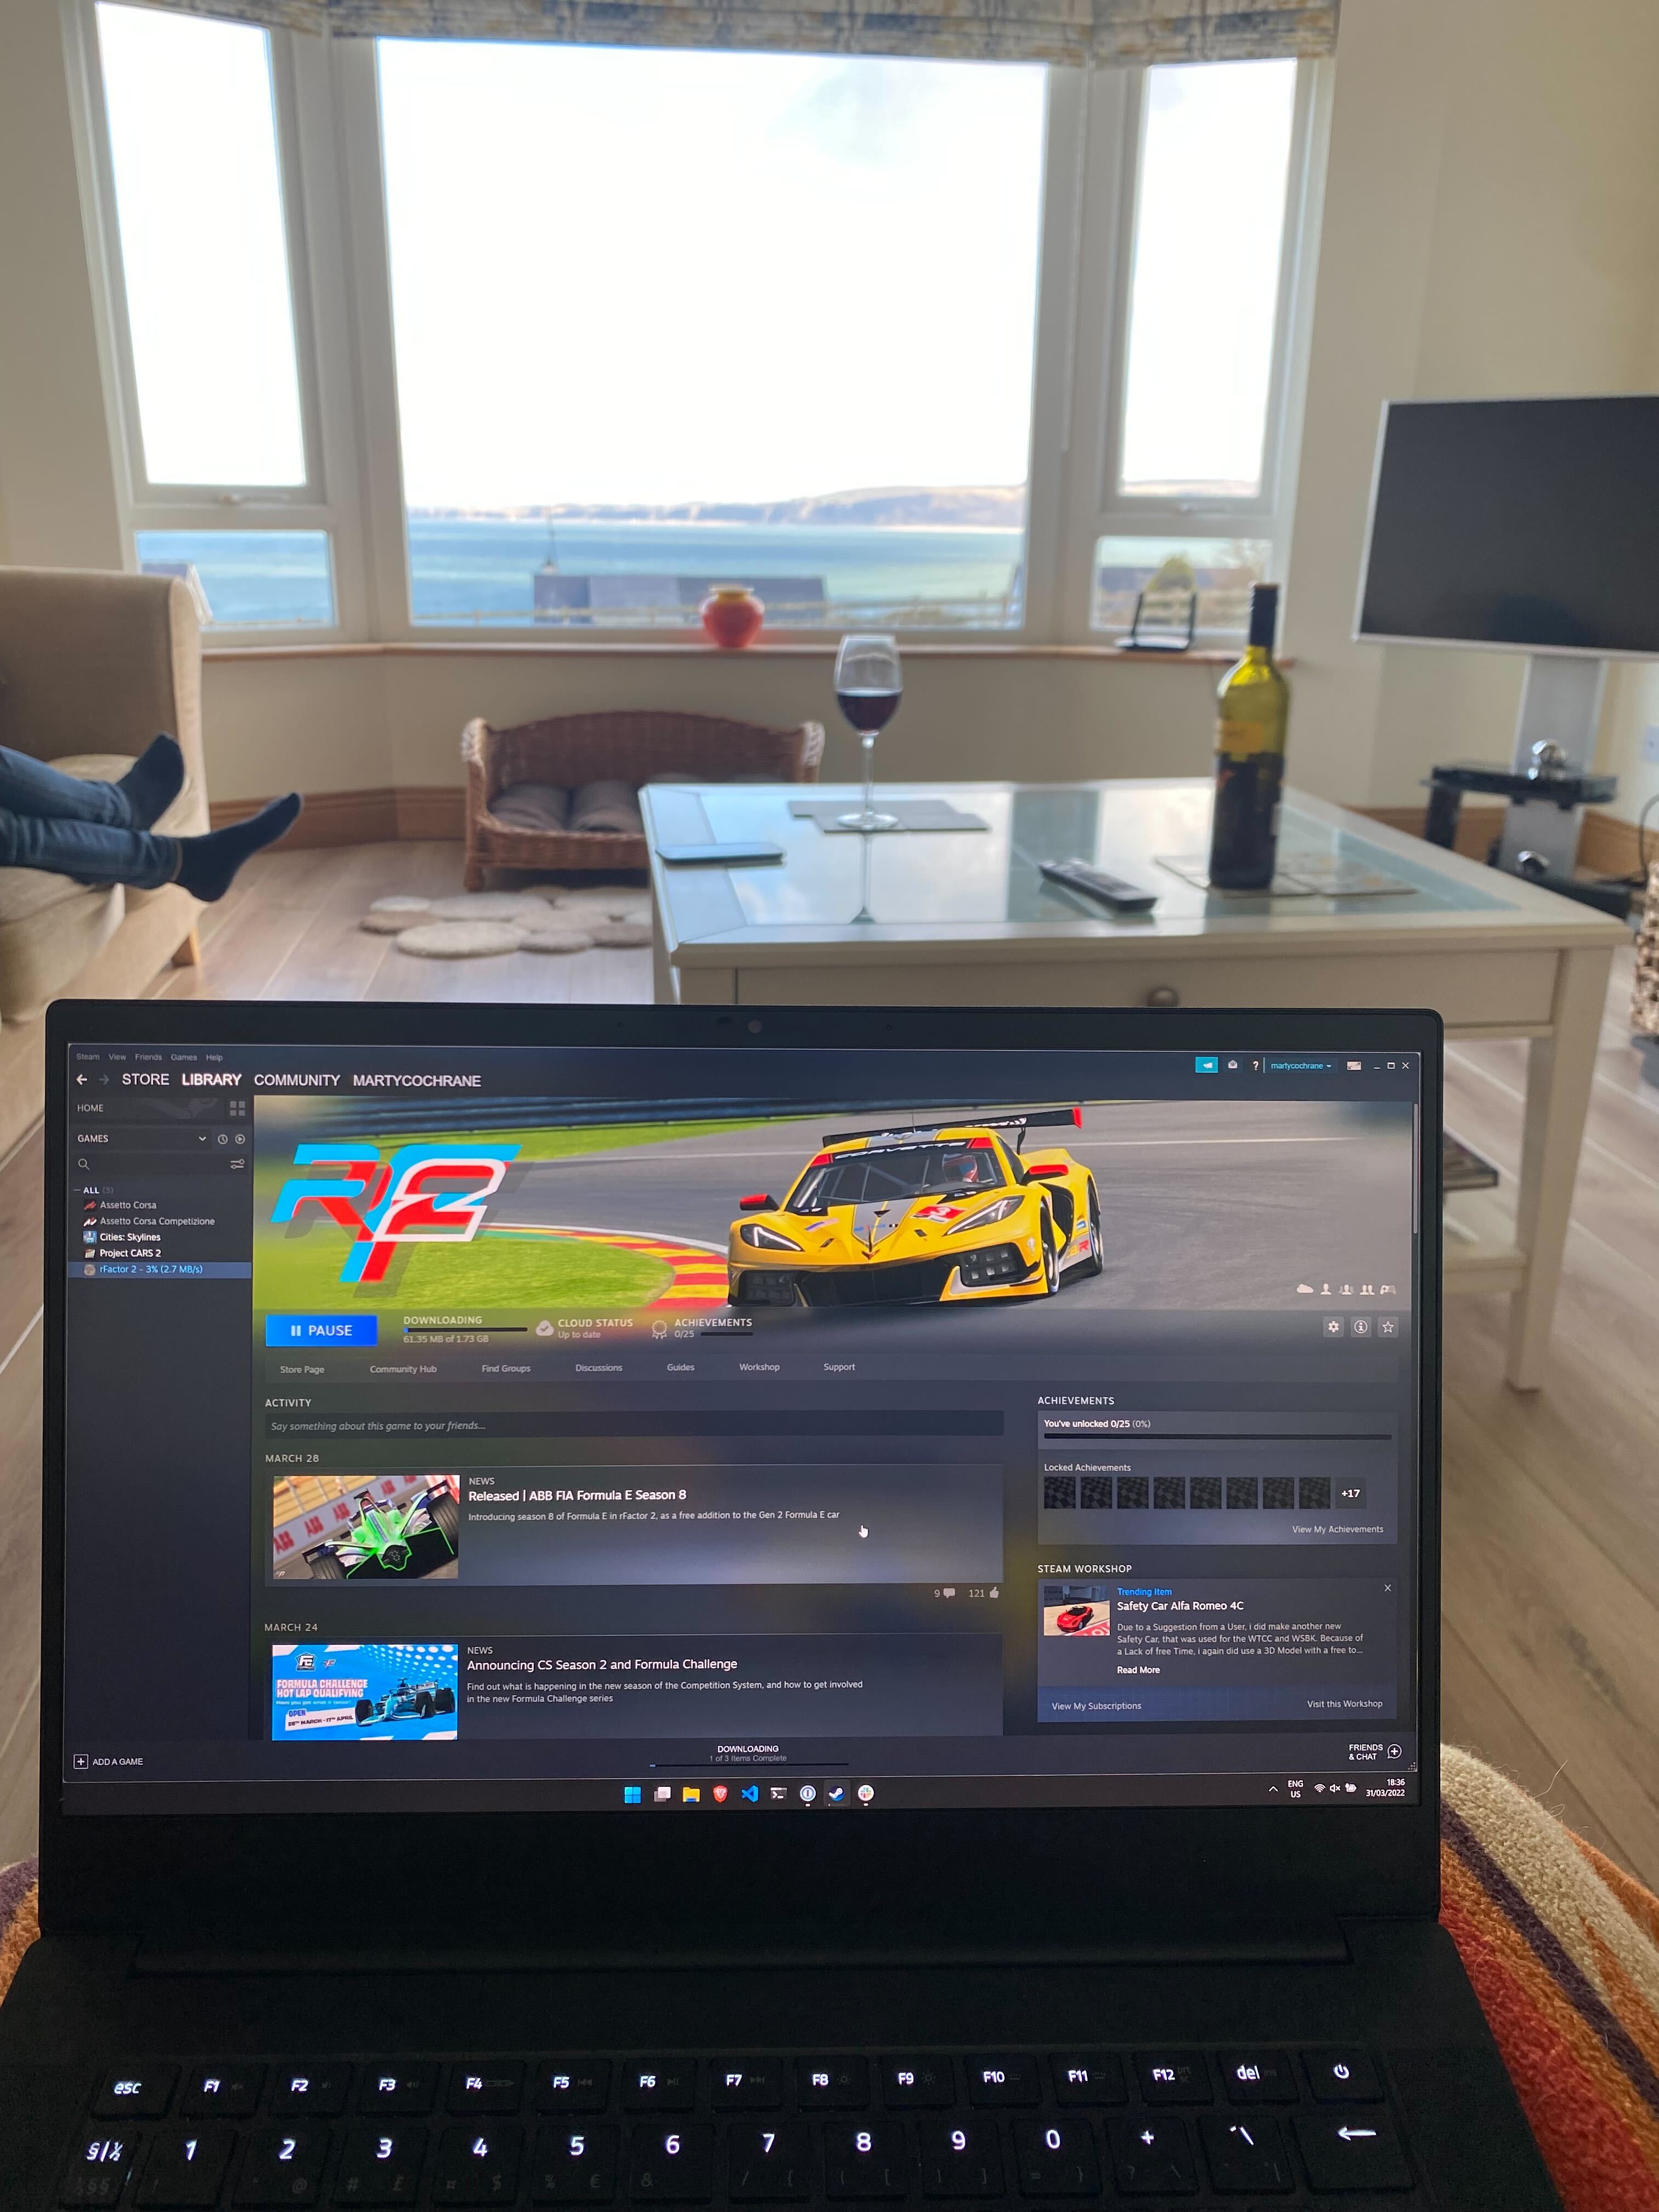 Steam View Friends Games Help
martycochrane
STORE LIBRARY COMMUNITY MARTYCOCHRANE
HOME
GAMES
ALL (5)
Assetto Corsa
Assetto Corsa Competizione
Cities: Skylines
Project CARS 2
rFactor 2 - 3% (2.7 MB/s)
CORVETTE
PAUSE
DOWNLOADING
61.35 MB of 1.73 GB
CLOUD STATUS
Up to date
ACHIEVEMENTS
0/25
Store Page Community Hub Find Groups Discussions Guides Workshop Support
ACTIVITY
Say something about this game to your friends...
MARCH 28
NEWS
Released | ABB FIA Formula E Season 8
Introducing season 8 of Formula E in rFactor 2, as a free addition to the Gen 2 Formula E car
ABB
9 121
MARCH 24
NEWS
Announcing CS Season 2 and Formula Challenge
Find out what is happening in the new season of the Competition System, and how to get involved
in the new Formula Challenge series
FORMULA CHALLENGE
HOT LAP QUALIFYING
OPEN
28TH MARCH - 17TH APRIL
ACHIEVEMENTS
You've unlocked 0/25 (0%)
Locked Achievements
+17
View My Achievements
STEAM WORKSHOP
Trending Item
Safety Car Alfa Romeo 4C
Due to a Suggestion from a User, i did make another new
Safety Car, that was used for the WTCC and WSBK. Because of
a Lack of free Time, i again did use a 3D Model with a free to...
Read More
View My Subscriptions Visit this Workshop
ADD A GAME
DOWNLOADING
1 of 3 Items Complete
FRIENDS
& CHAT
ENG
US
18:36
31/03/2022
esc F1 F2 F3 F4 F5 F6 F7 F8 F9 F10 F11 F12 del
1 2 3 4 5 6 7 8 9 0 +